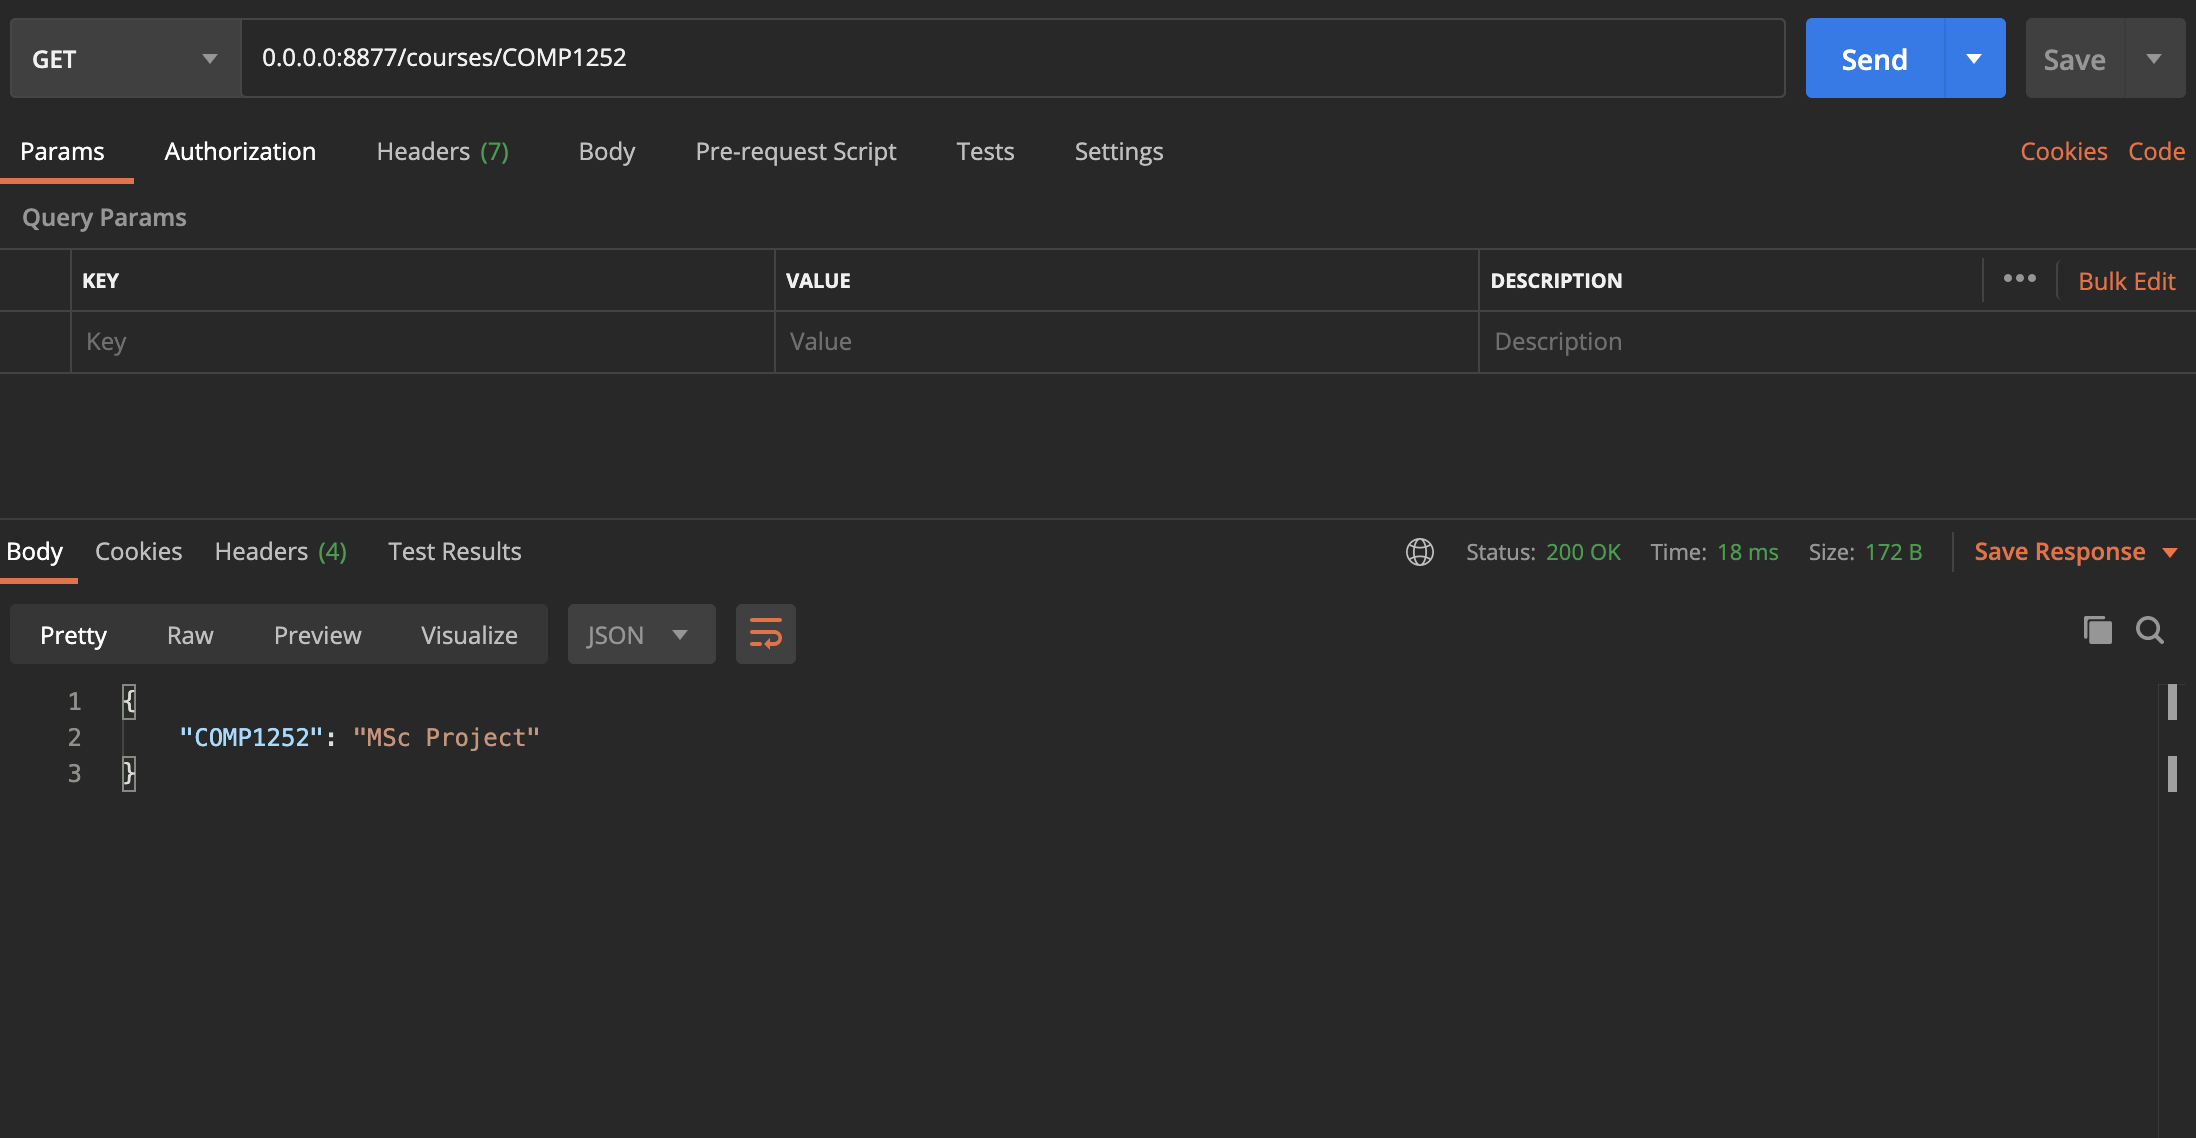 GET 0.0.0.0:8877/courses/COMP1252 Send Save
Params Authorization Headers (7) Body Pre-request Script Tests Settings Cookies Code
Query Params
KEY VALUE DESCRIPTION ••• Bulk Edit
Key Value Description
Body Cookies Headers (4) Test Results Status: 200 OK Time: 18 ms Size: 172 B Save Response
Pretty Raw Preview Visualize JSON
1 {
2 "COMP1252": "MSc Project"
3 }